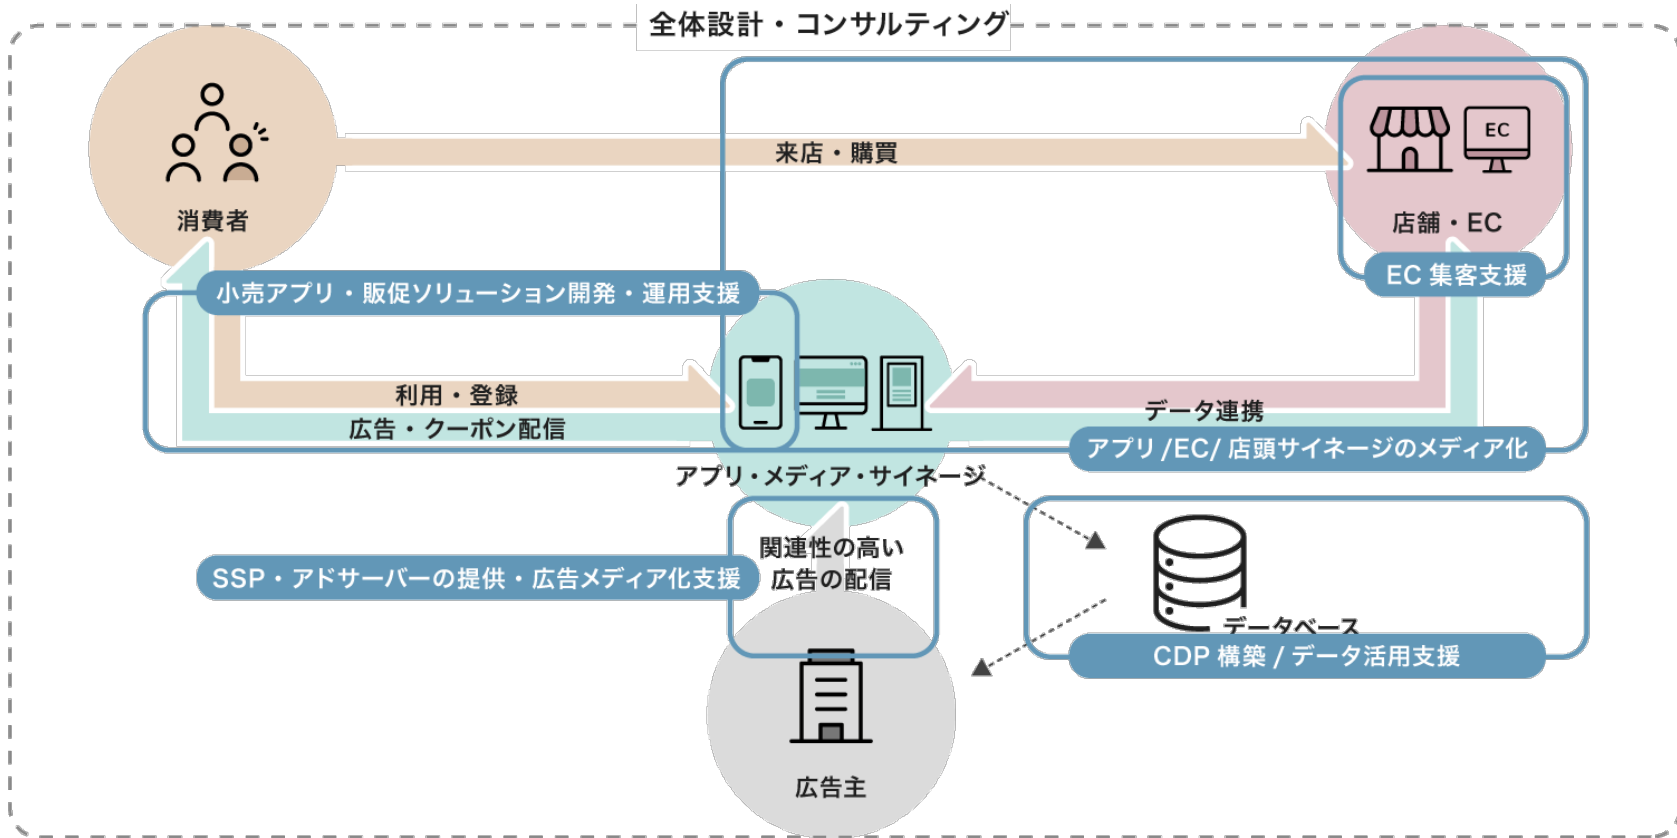 全体設計・コンサルティング
EC
来店・購買
消費者
店舗・EC
EC 集客支援
小売アプリ・販促ソリューション開発・運用支援
利用・登録
データ連携
広告・クーポン配信
アプリ/EC/店頭サイネージのメディア化
アプリ・メディア・サイネージ
関連性の高い
広告の配信
SSP・アドサーバーの提供・広告メディア化支援
データベース
CDP 構築 / データ活用支援
広告主